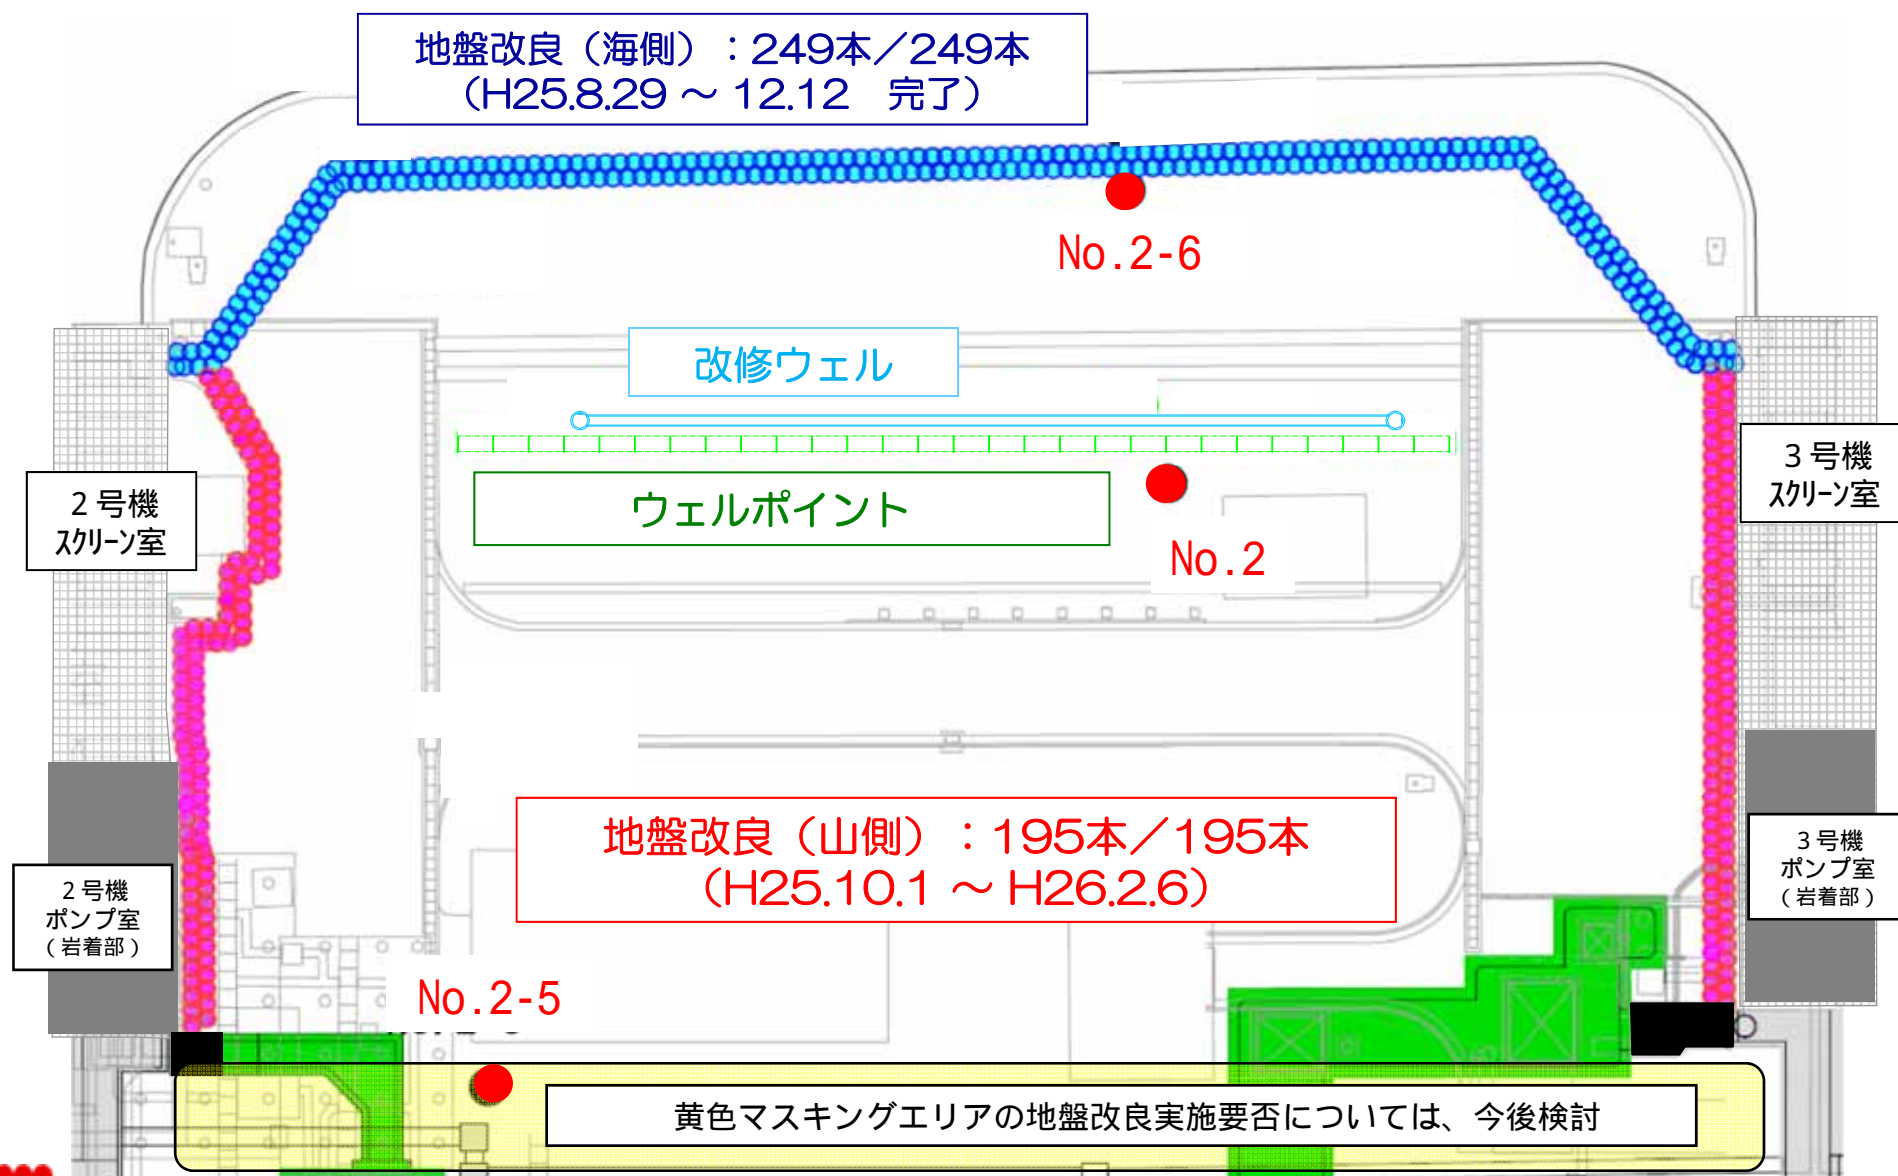 地盤改良（海側）：249本／249本
（H25.8.29 ～ 12.12　完了）
No.2-6
改修ウェル
２号機
スクリーン室
３号機
スクリーン室
ウェルポイント
No.2
地盤改良（山側）：195本／195本
（H25.10.1 ～ H26.2.6）
２号機
ポンプ室
（岩着部）
３号機
ポンプ室
（岩着部）
No.2-5
黄色マスキングエリアの地盤改良実施要否については、今後検討